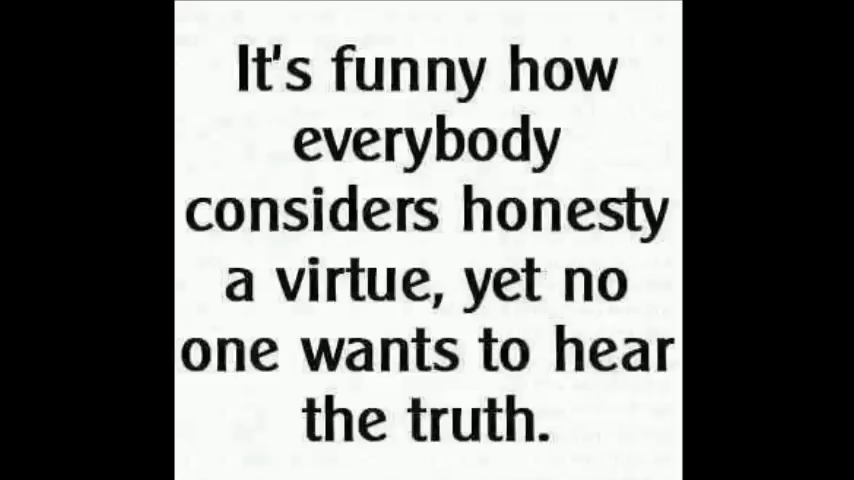 It's funny how
everybody
considers honesty
a virtue, yet no
one wants to hear
the truth.